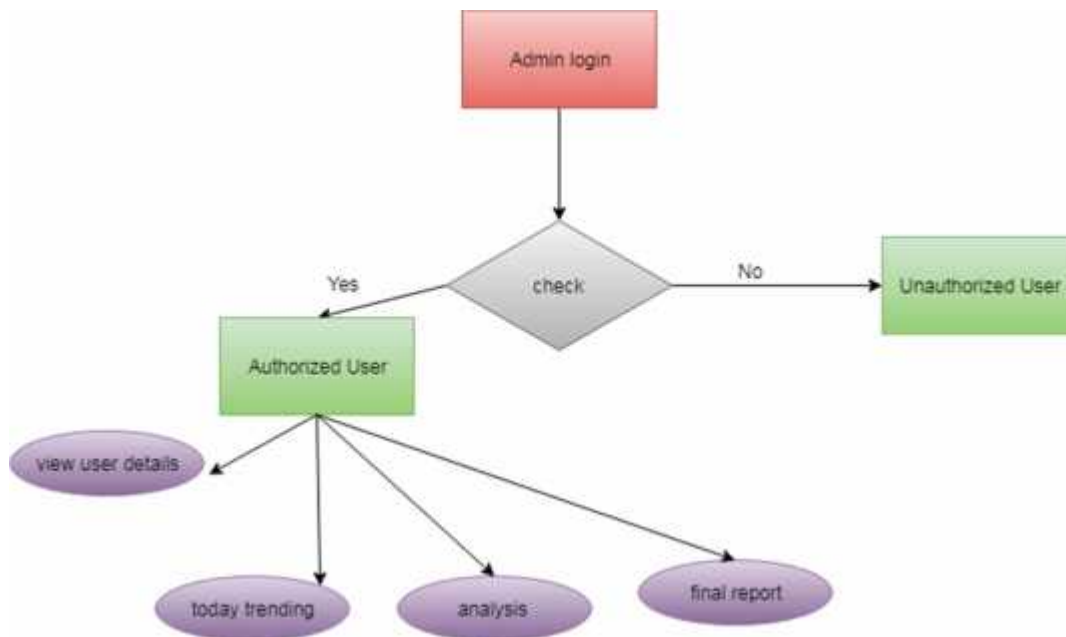 Admin login
check
Yes
No
Unauthorized User
Authorized User
view user details
today trending
analysis
final report